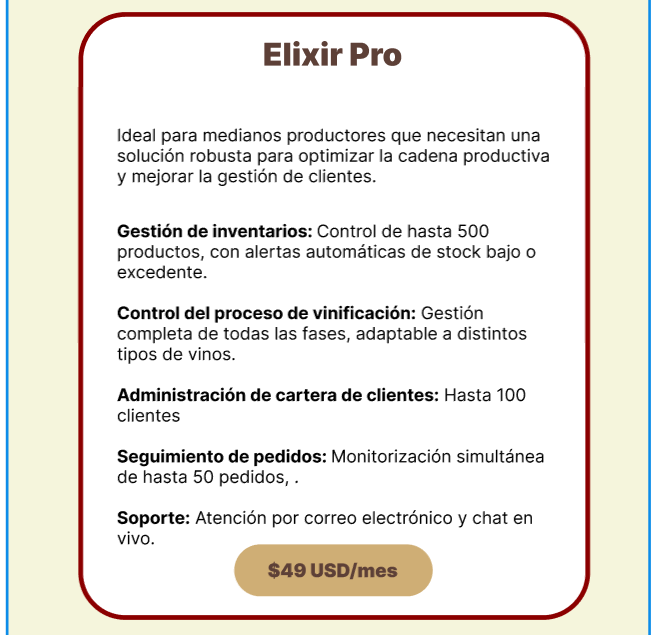 Elixir Pro
Ideal para medianos productores que necesitan una
solución robusta para optimizar la cadena productiva
y mejorar la gestión de clientes.
Gestión de inventarios: Control de hasta 500
productos, con alertas automáticas de stock bajo o
excedente.
Control del proceso de vinificación: Gestión
completa de todas las fases, adaptable a distintos
tipos de vinos.
Administración de cartera de clientes: Hasta 100
clientes
Seguimiento de pedidos: Monitorización simultánea
de hasta 50 pedidos, .
Soporte: Atención por correo electrónico y chat en
vivo.
$49 USD/mes